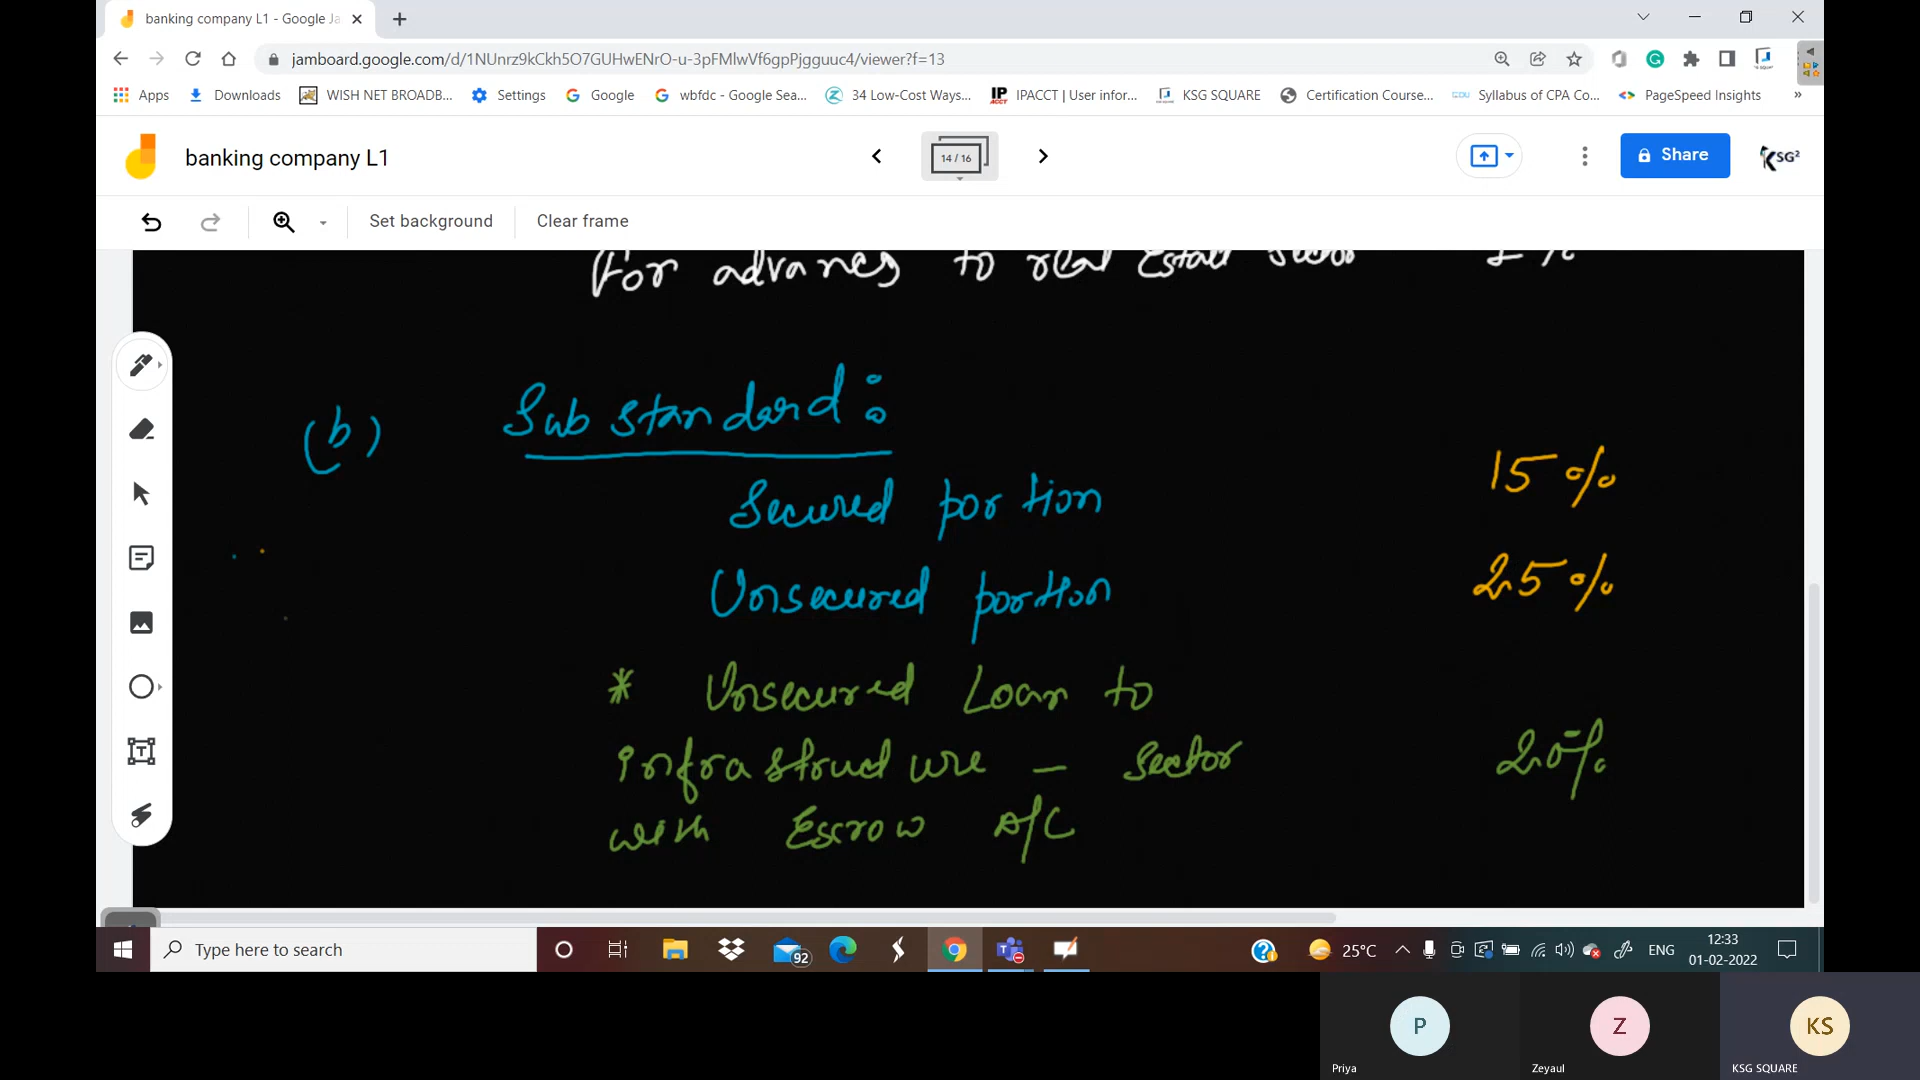 banking company L1 - Google Ja
jamboard.google.com/d/1NUnrz9kCkh5O7GUHwENrO-u-3pFMlwVf6gpPjgguuc4/viewer?f=13
Apps Downloads WISH NET BROADB... Settings Google wbfdc - Google Sea... 34 Low-Cost Ways... IPACCT | User infor... KSG SQUARE Certification Course... Syllabus of CPA Co... PageSpeed Insights »
banking company L1 14 / 16 Share KSG²
Set background Clear frame
For advances to real Estate Sector
(b) Sub standard :
Secured portion 15 %
Unsecured portion 25 %
* Unsecured Loan to
infrastructure - sector 20%
with Escrow A/C
Type here to search 92 25°C ENG 12:33
01-02-2022
P Z KS
Priya Zeyaul KSG SQUARE